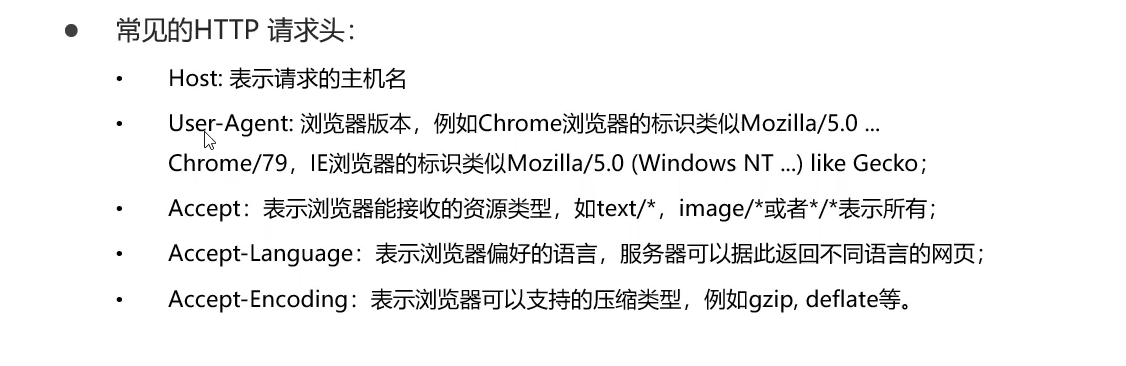 常见的HTTP 请求头：
Host: 表示请求的主机名
User-Agent: 浏览器版本，例如Chrome浏览器的标识类似Mozilla/5.0 ...
Chrome/79，IE浏览器的标识类似Mozilla/5.0 (Windows NT ...) like Gecko；
Accept：表示浏览器能接收的资源类型，如text/*，image/*或者*/*表示所有；
Accept-Language：表示浏览器偏好的语言，服务器可以据此返回不同语言的网页；
Accept-Encoding：表示浏览器可以支持的压缩类型，例如gzip, deflate等。